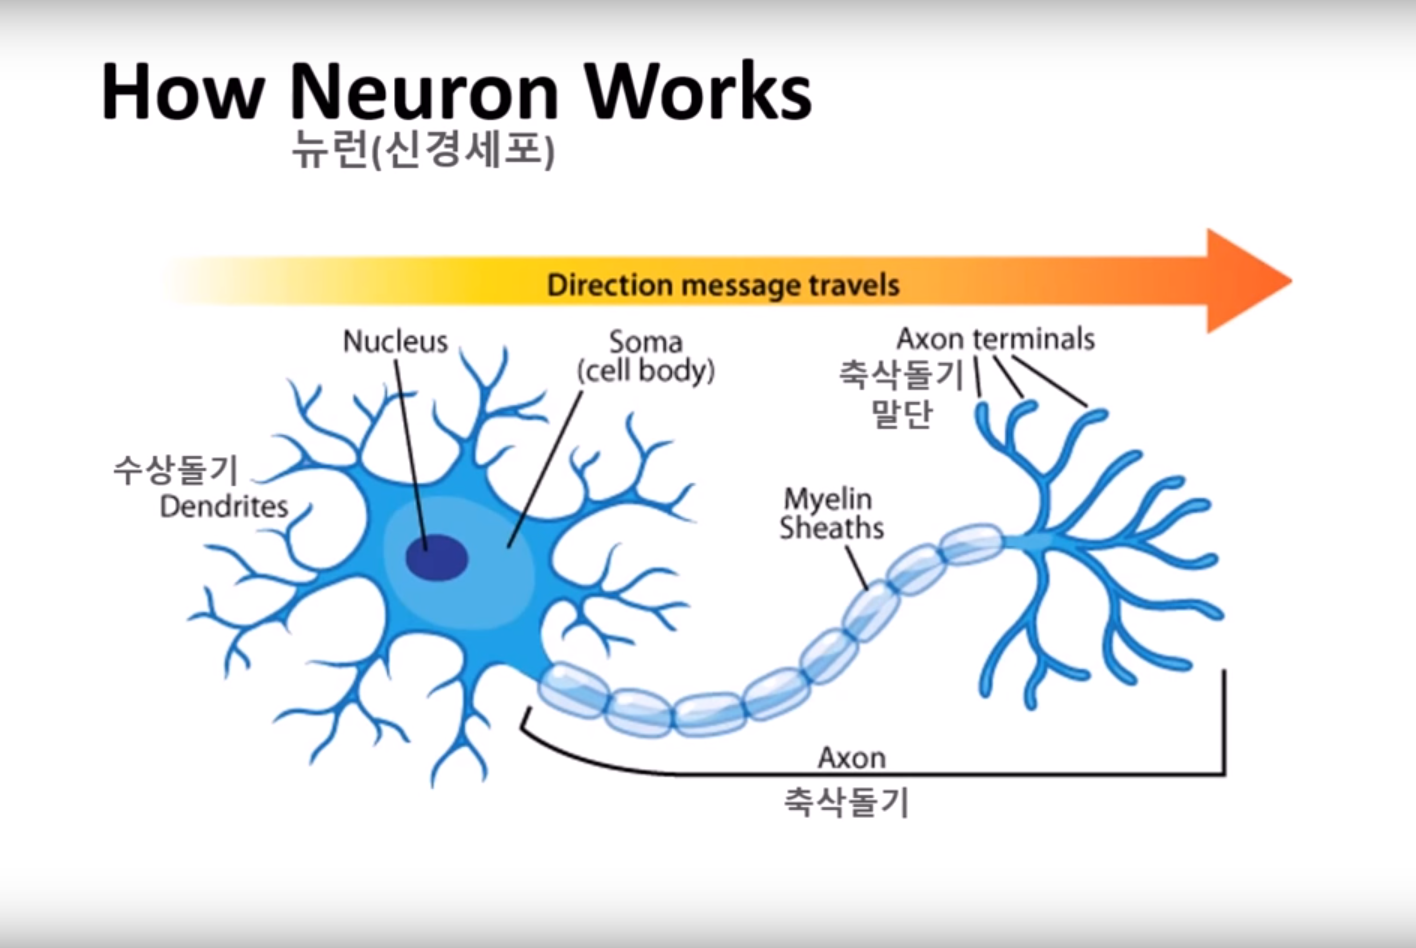 How Neuron Works
뉴런(신경세포)
Direction message travels
Nucleus
Soma
(cell body)
Axon terminals
축삭돌기
말단
수상돌기
Dendrites
Myelin
Sheaths
Axon
축삭돌기